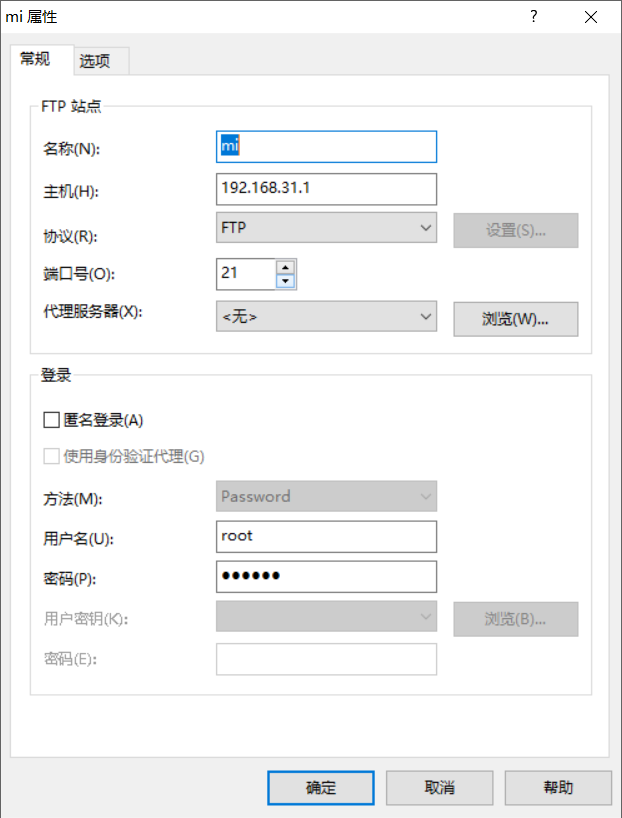 mi 属性
常规 选项
FTP 站点
名称(N): mi
主机(H): 192.168.31.1
协议(R): FTP 设置(S)...
端口号(O): 21
代理服务器(X): <无> 浏览(W)...
登录
匿名登录(A)
使用身份验证代理(G)
方法(M): Password
用户名(U): root
密码(P): ●●●●●●
用户密钥(K): 浏览(B)...
密码(E):
确定 取消 帮助